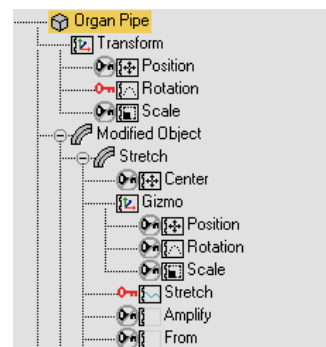 Organ Pipe
Transform
Position
Rotation
Scale
Modified Object
Stretch
Center
Gizmo
Position
Rotation
Scale
Stretch
Amplify
From